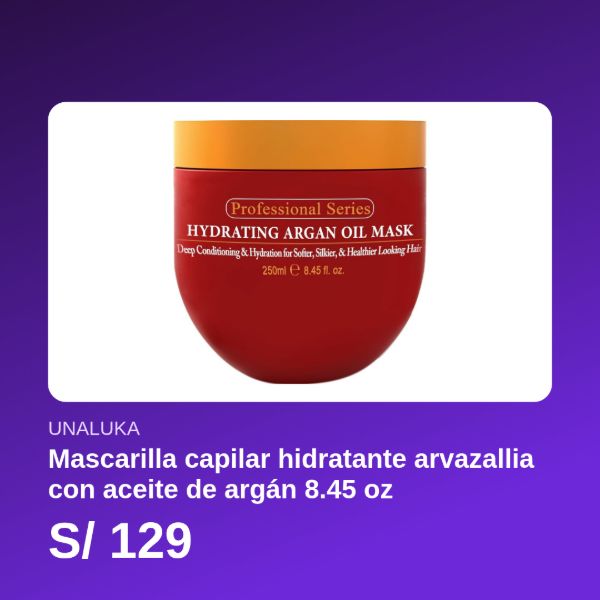 Professional Series
HYDRATING ARGAN OIL MASK
Deep Conditioning & Hydration for Softer, Silkier, & Healthier Looking Hair
250ml ℮ 8.45 fl. oz.
UNALUKA
Mascarilla capilar hidratante arvazallia
con aceite de argán 8.45 oz
S/ 129